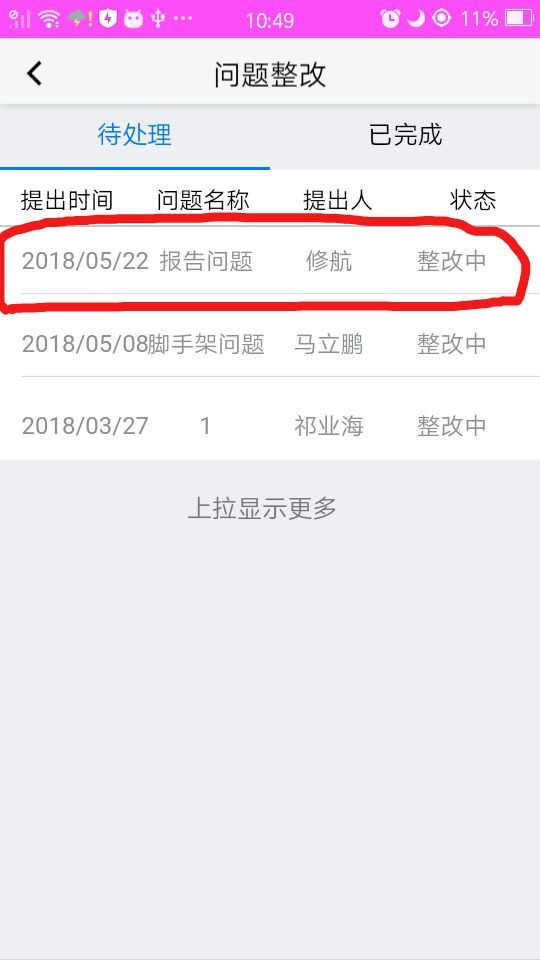 10:49 11%
问题整改
待处理 已完成
提出时间 问题名称 提出人 状态
2018/05/22 报告问题 修航 整改中
2018/05/08脚手架问题 马立鹏 整改中
2018/03/27 1 祁业海 整改中
上拉显示更多